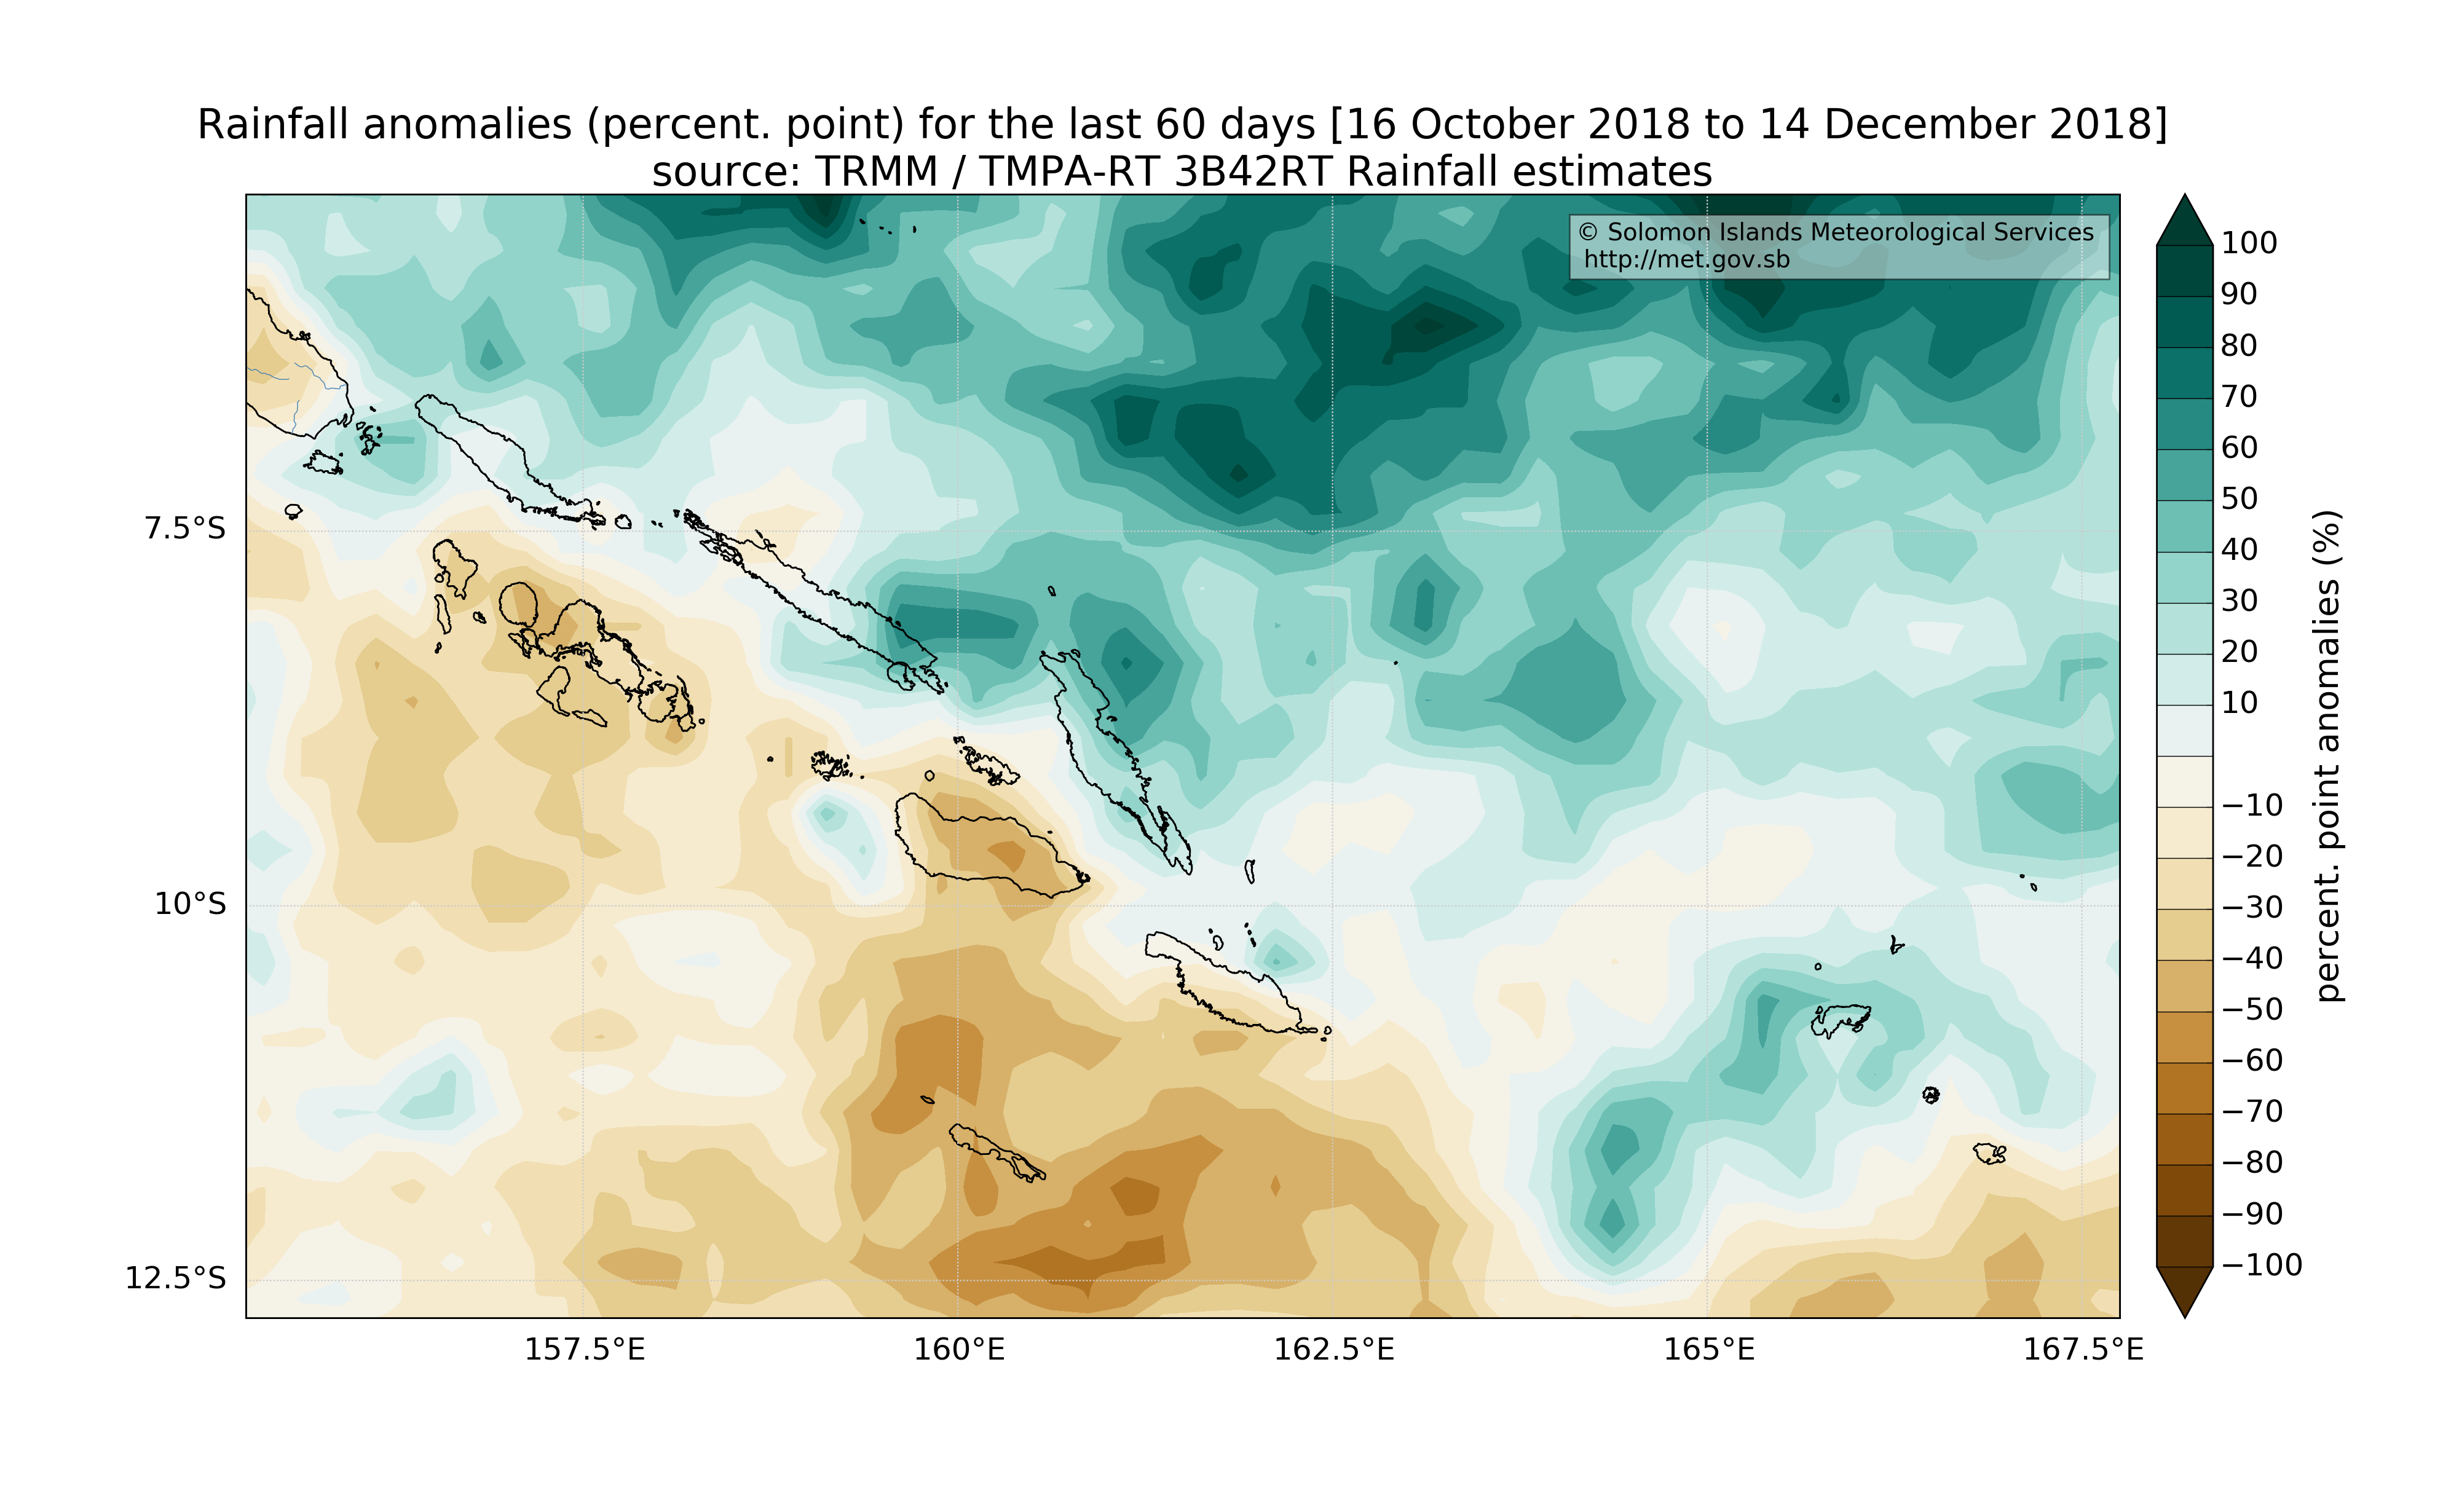 Rainfall anomalies (percent. point) for the last 60 days [16 October 2018 to 14 December 2018]
source: TRMM / TMPA-RT 3B42RT Rainfall estimates
© Solomon Islands Meteorological Services
http://met.gov.sb
7.5°S
10°S
12.5°S
157.5°E
160°E
162.5°E
165°E
167.5°E
100
90
80
70
60
50
40
30
20
10
−10
−20
−30
−40
−50
−60
−70
−80
−90
−100
percent. point anomalies (%)